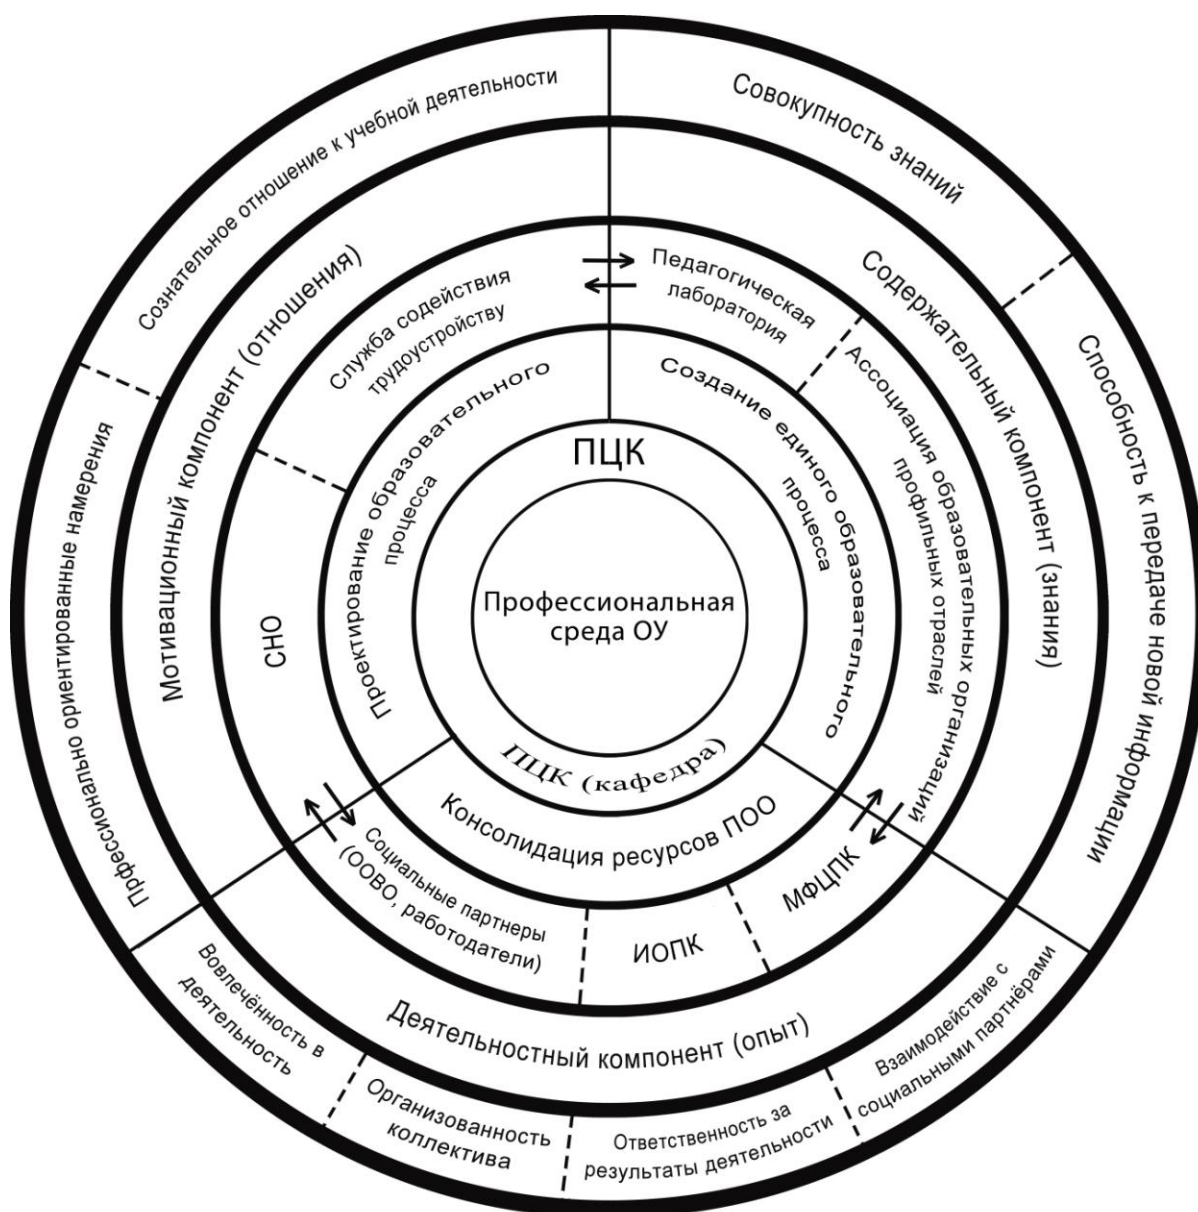 Сознательное отношение к учебной деятельности
Совокупность знаний
Профессионально ориентированные намерения
Способность к передаче новой информации
Мотивационный компонент (отношения)
Содержательный компонент (знания)
Служба содействия
трудоустройству
Педагогическая
лаборатория
Ассоциация образовательных организаций
профильных отраслей
СНО
Проектирование образовательного
процесса
Создание единого образовательного
процесса
ПЦК
Профессиональная
среда ОУ
ПЦК (кафедра)
Консолидация ресурсов ПОО
Социальные партнеры
(ООВО, работодатели)
ИОПК
МФЦПК
Деятельностный компонент (опыт)
Вовлечённость в
деятельность
Организованность
коллектива
Ответственность за
результаты деятельности
Взаимодействие с
социальными партнёрами